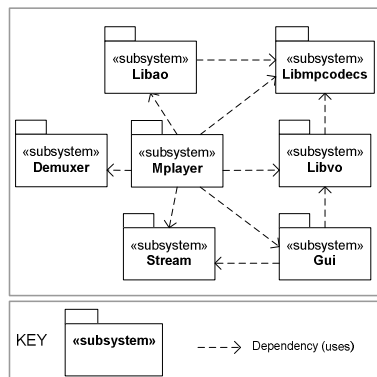 «subsystem»
Libao
«subsystem»
Libmpcodecs
«subsystem»
Demuxer
«subsystem»
Mplayer
«subsystem»
Libvo
«subsystem»
Stream
«subsystem»
Gui
KEY
«subsystem»
Dependency (uses)